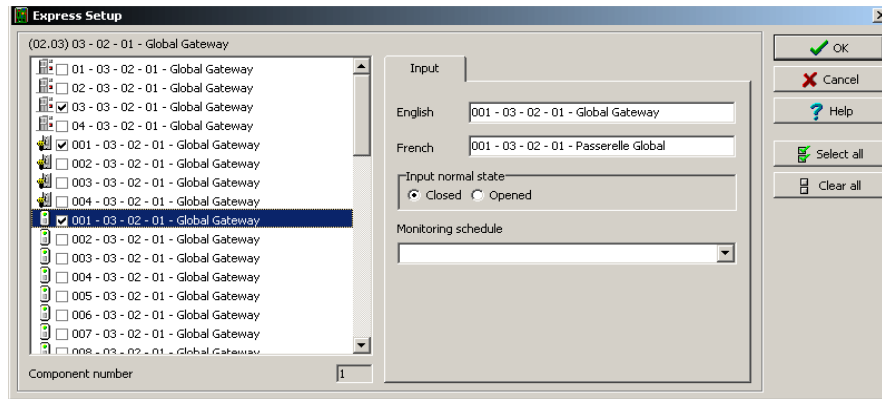 Express Setup
(02.03) 03 - 02 - 01 - Global Gateway
01 - 03 - 02 - 01 - Global Gateway
02 - 03 - 02 - 01 - Global Gateway
03 - 03 - 02 - 01 - Global Gateway
04 - 03 - 02 - 01 - Global Gateway
001 - 03 - 02 - 01 - Global Gateway
002 - 03 - 02 - 01 - Global Gateway
003 - 03 - 02 - 01 - Global Gateway
004 - 03 - 02 - 01 - Global Gateway
001 - 03 - 02 - 01 - Global Gateway
002 - 03 - 02 - 01 - Global Gateway
003 - 03 - 02 - 01 - Global Gateway
004 - 03 - 02 - 01 - Global Gateway
005 - 03 - 02 - 01 - Global Gateway
006 - 03 - 02 - 01 - Global Gateway
007 - 03 - 02 - 01 - Global Gateway
008 - 03 - 02 - 01 - Global Gateway
Component number 1
Input
English 001 - 03 - 02 - 01 - Global Gateway
French 001 - 03 - 02 - 01 - Passerelle Global
Input normal state
Closed Opened
Monitoring schedule
OK
Cancel
Help
Select all
Clear all